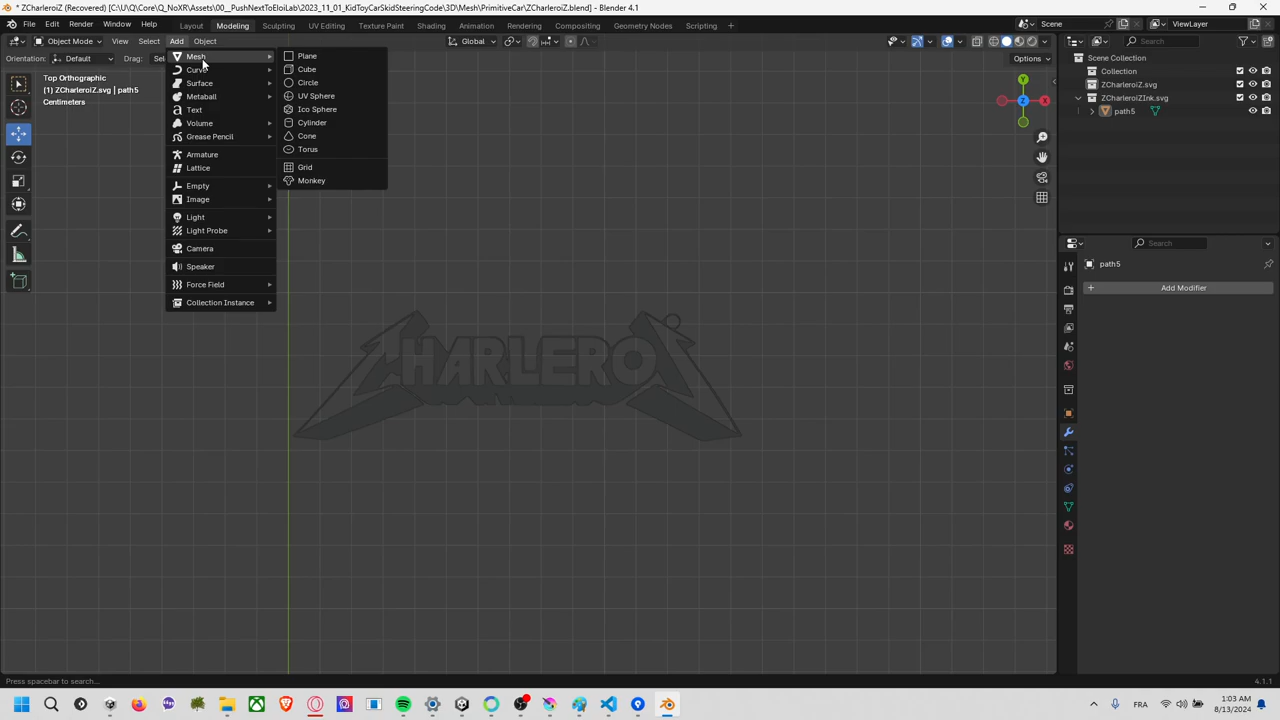 * ZCharleroiZ (Recovered) [C:\U\Q\Q_NoXR\Assets\00__PushNextToEloiLab\2023_11_01_KidToyCarSkidSteeringCode\3D\Mesh\PrimitiveCar\ZCharleroiZ.blend] - Blender 4.1
File Edit Render Window Help Layout Modeling Sculpting UV Editing Texture Paint Shading Animation Rendering Compositing Geometry Nodes Scripting + Scene ViewLayer
Object Mode View Select Add Object Global Search
Orientation: Default Drag: Options
Top Orthographic
(1) ZCharleroiZ.svg | path5
Centimeters
Mesh
Curve
Surface
Metaball
Text
Volume
Grease Pencil
Armature
Lattice
Empty
Image
Light
Light Probe
Camera
Speaker
Force Field
Collection Instance
Plane
Cube
Circle
UV Sphere
Ico Sphere
Cylinder
Cone
Torus
Grid
Monkey
Y
Z X
CHARLEROI
Scene Collection
Collection
ZCharleroiZ.svg
ZCharleroiZInk.svg
path5
Search
path5
+ Add Modifier
Press spacebar to search...
4.1.1
FRA
1:03 AM
8/13/2024